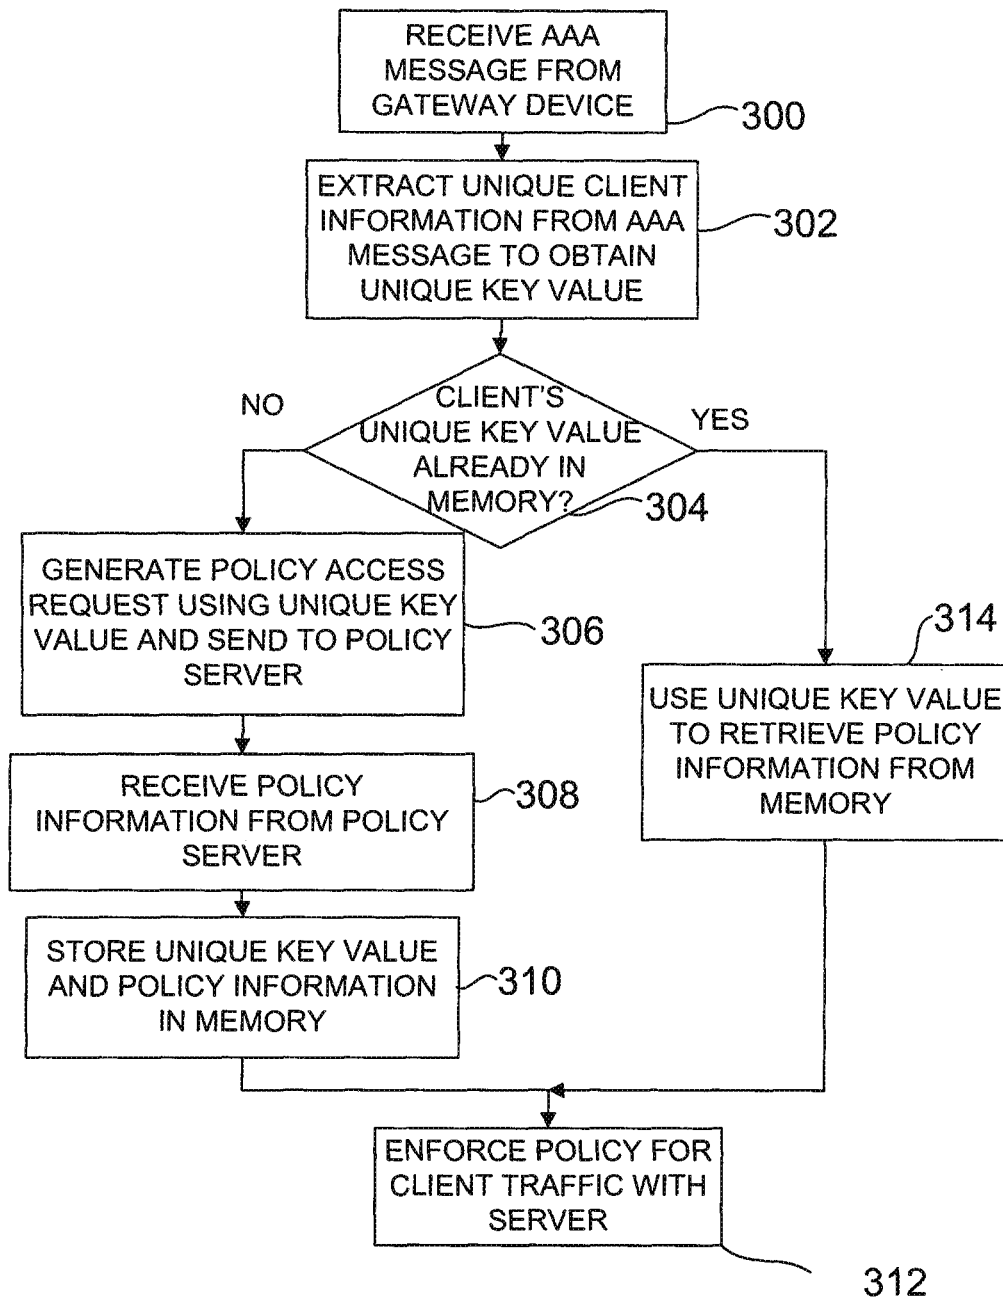 RECEIVE AAA
MESSAGE FROM
GATEWAY DEVICE
300
EXTRACT UNIQUE CLIENT
INFORMATION FROM AAA
MESSAGE TO OBTAIN
UNIQUE KEY VALUE
302
CLIENT'S
UNIQUE KEY VALUE
ALREADY IN
MEMORY?
304
NO
YES
GENERATE POLICY ACCESS
REQUEST USING UNIQUE KEY
VALUE AND SEND TO POLICY
SERVER
306
RECEIVE POLICY
INFORMATION FROM POLICY
SERVER
308
STORE UNIQUE KEY VALUE
AND POLICY INFORMATION
IN MEMORY
310
314
USE UNIQUE KEY VALUE
TO RETRIEVE POLICY
INFORMATION FROM
MEMORY
ENFORCE POLICY FOR
CLIENT TRAFFIC WITH
SERVER
312